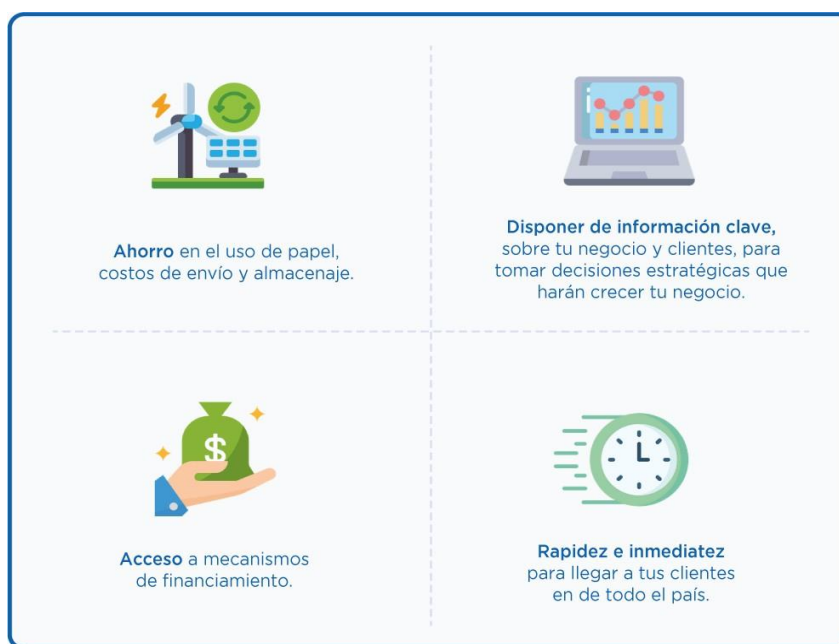 Ahorro en el uso de papel,
costos de envío y almacenaje.
Disponer de información clave,
sobre tu negocio y clientes, para
tomar decisiones estratégicas que
harán crecer tu negocio.
$
Acceso a mecanismos
de financiamiento.
Rapidez e inmediatez
para llegar a tus clientes
en de todo el país.